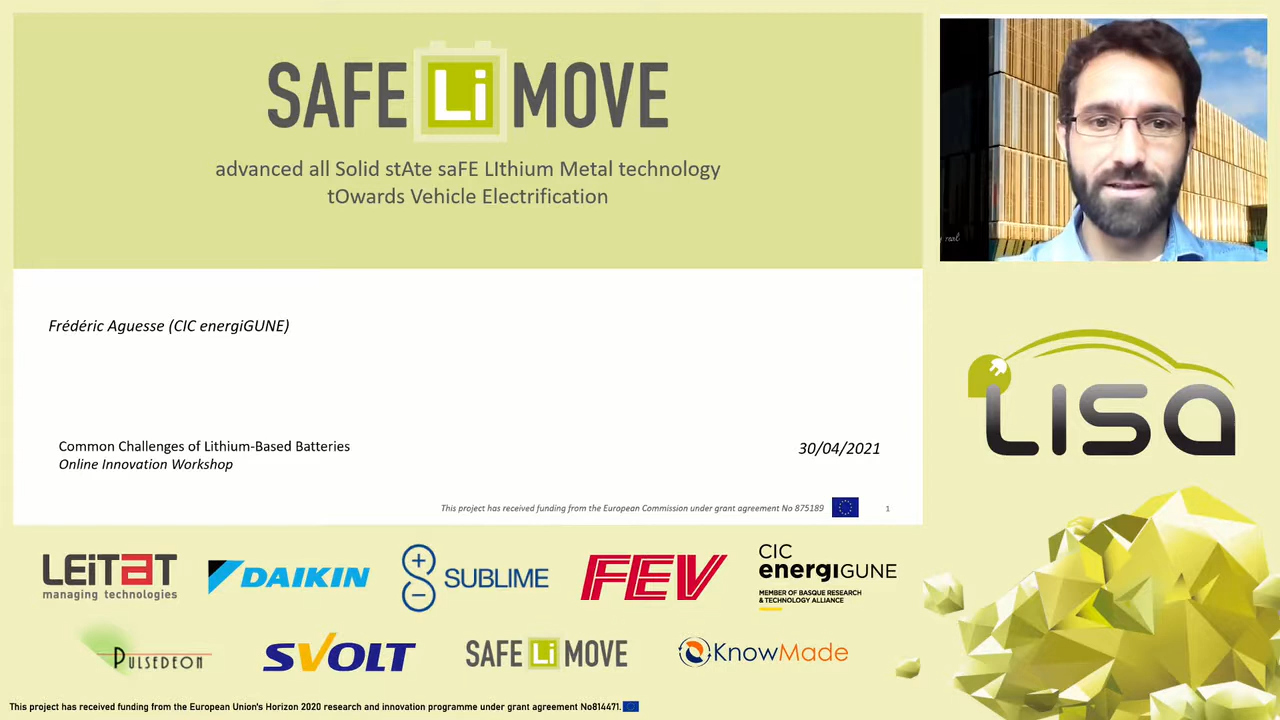 SAFE Li MOVE
advanced all Solid stAte saFE LIthium Metal technology
tOwards Vehicle Electrification
Frédéric Aguesse (CIC energiGUNE)
Common Challenges of Lithium-Based Batteries
Online Innovation Workshop
30/04/2021
This project has received funding from the European Commission under grant agreement No 875189
1
LISA
LEITAT
managing technologies
DAIKIN
SUBLIME
FEV
CIC
energiGUNE
MEMBER OF BASQUE RESEARCH
& TECHNOLOGY ALLIANCE
PULSEDEON
SVOLT
SAFE Li MOVE
KnowMade
This project has received funding from the European Union's Horizon 2020 research and innovation programme under grant agreement No814471.